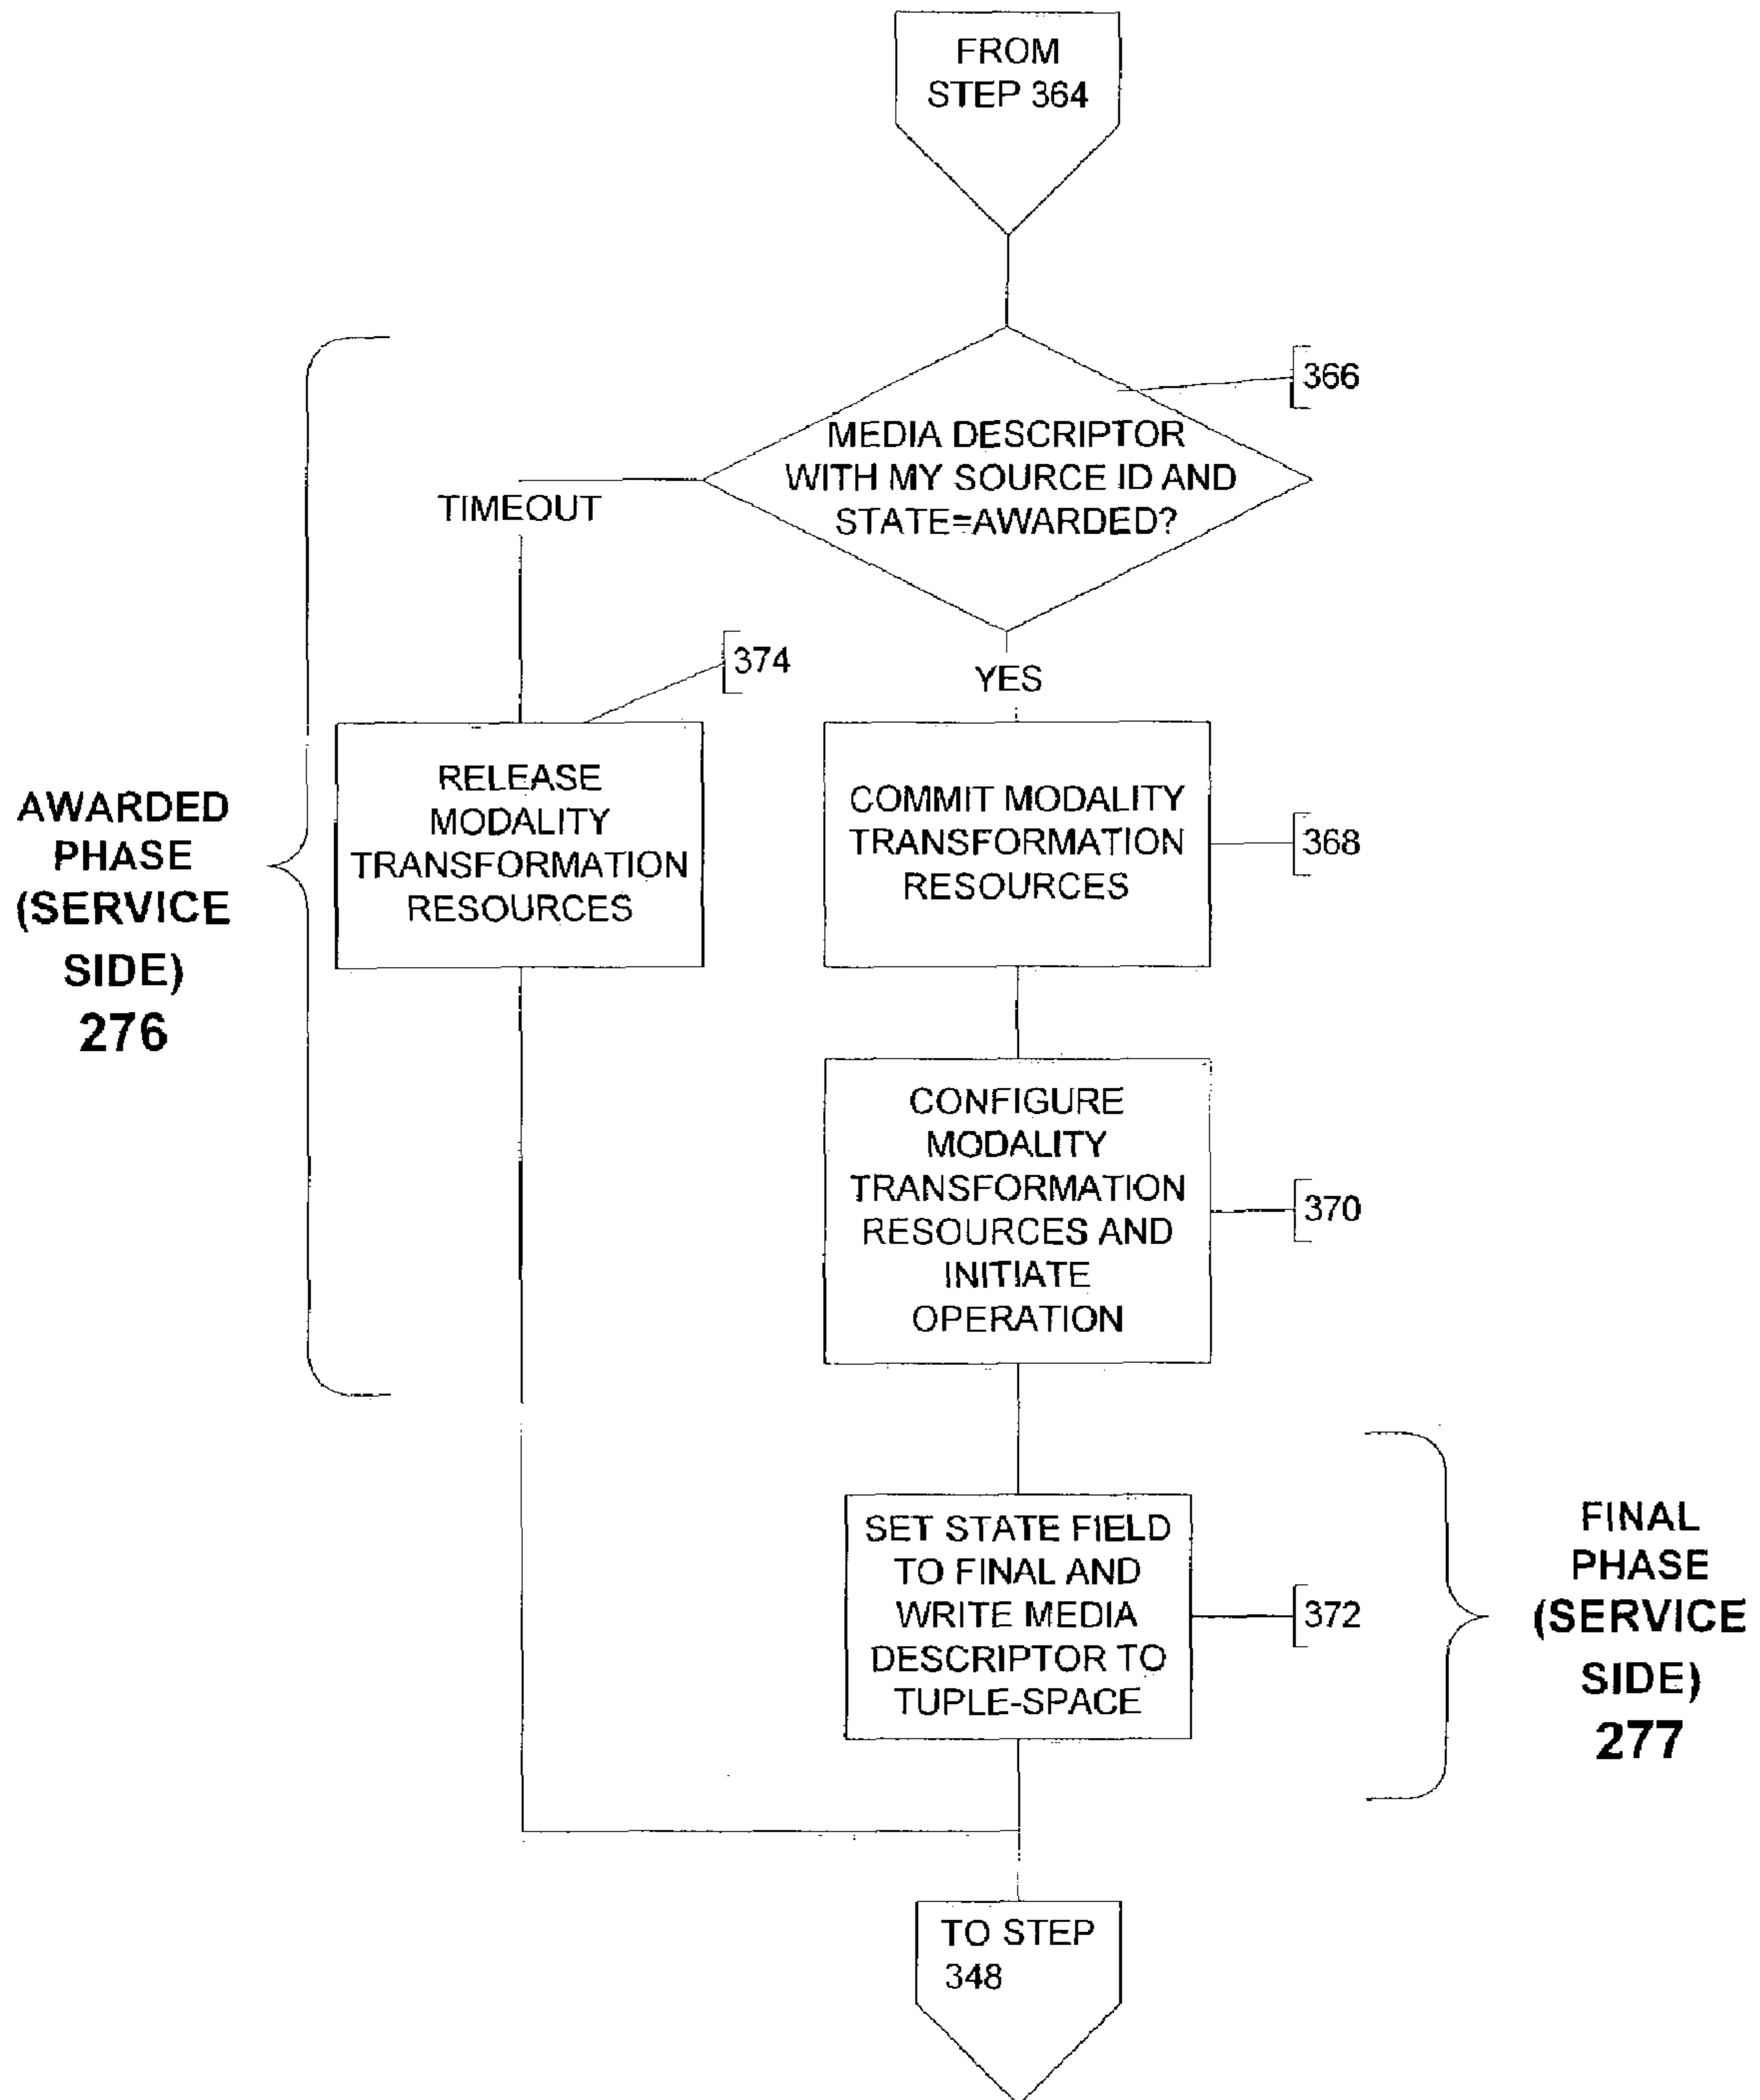 FROM
STEP 364
366
MEDIA DESCRIPTOR
WITH MY SOURCE ID AND
STATE=AWARDED?
TIMEOUT
374
YES
RELEASE
MODALITY
TRANSFORMATION
RESOURCES
COMMIT MODALITY
TRANSFORMATION
RESOURCES
368
AWARDED
PHASE
(SERVICE
SIDE)
276
CONFIGURE
MODALITY
TRANSFORMATION
RESOURCES AND
INITIATE
OPERATION
370
SET STATE FIELD
TO FINAL AND
WRITE MEDIA
DESCRIPTOR TO
TUPLE-SPACE
372
FINAL
PHASE
(SERVICE
SIDE)
277
TO STEP
348